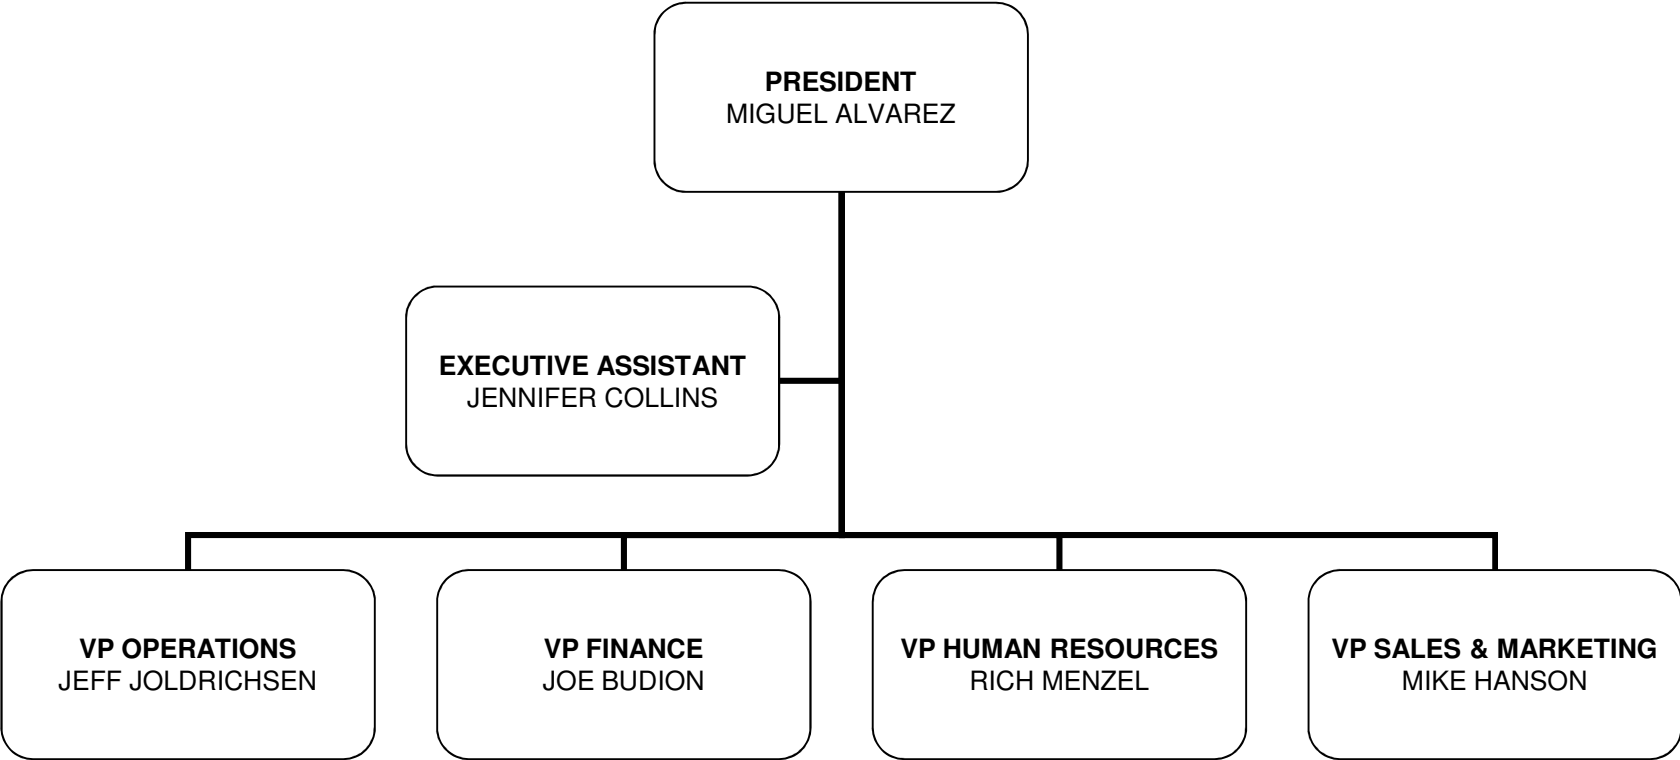 PRESIDENT
MIGUEL ALVAREZ
EXECUTIVE ASSISTANT
JENNIFER COLLINS
VP OPERATIONS
JEFF JOLDRICHSEN
VP FINANCE
JOE BUDION
VP HUMAN RESOURCES
RICH MENZEL
VP SALES & MARKETING
MIKE HANSON